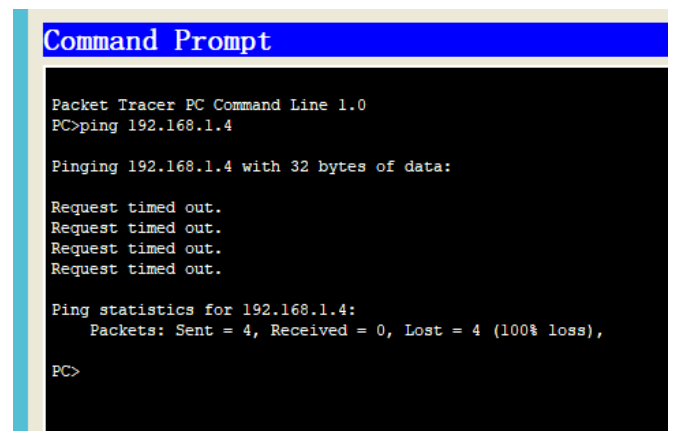 Command Prompt
Packet Tracer PC Command Line 1.0
PC>ping 192.168.1.4
Pinging 192.168.1.4 with 32 bytes of data:
Request timed out.
Request timed out.
Request timed out.
Request timed out.
Ping statistics for 192.168.1.4:
    Packets: Sent = 4, Received = 0, Lost = 4 (100% loss),
PC>